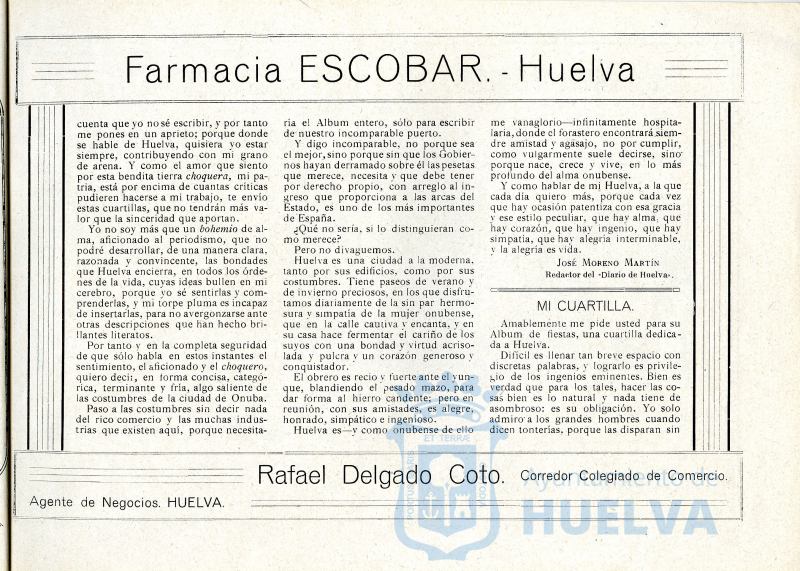 Farmacia ESCOBAR. - Huelva
cuenta que yo no sé escribir, y por tanto
me pones en un aprieto; porque donde
se hable de Huelva, quisiera yo estar
siempre, contribuyendo con mi grano
de arena. Y como el amor que siento
por esta bendita tierra choquera, mi pa-
tria, está por encima de cuantas críticas
pudieren hacerse a mi trabajo, te envío
estas cuartillas, que no tendrán más va-
lor que la sinceridad que aportan.
Yo no soy más que un bohemio de al-
ma, aficionado al periodismo, que no
podré desarrollar, de una manera clara,
razonada y convincente, las bondades
que Huelva encierra, en todos los órde-
nes de la vida, cuyas ideas bullen en mi
cerebro, porque yo sé sentirlas y com-
prenderlas, y mi torpe pluma es incapaz
de insertarlas, para no avergonzarse ante
otras descripciones que han hecho bri-
llantes literatos.
Por tanto y en la completa seguridad
de que sólo habla en estos instantes el
sentimiento, el aficionado y el choquero,
quiero decir, en forma concisa, categó-
rica, terminante y fría, algo saliente de
las costumbres de la ciudad de Onuba.
Paso a las costumbres sin decir nada
del rico comercio y las muchas indus-
trias que existen aquí, porque necesita-
ría el Album entero, sólo para escribir
de nuestro incomparable puerto.
Y digo incomparable, no porque sea
el mejor, sino porque sin que los Gobier-
nos hayan derramado sobre él las pesetas
que merece, necesita y que debe tener
por derecho propio, con arreglo al in-
greso que proporciona a las arcas del
Estado, es uno de los más importantes
de España.
¿Qué no sería, si lo distinguieran co-
mo merece?
Pero no divaguemos.
Huelva es una ciudad a la moderna,
tanto por sus edificios, como por sus
costumbres. Tiene paseos de verano y
de invierno preciosos, en los que disfru-
tamos diariamente de la sin par hermo-
sura y simpatía de la mujer onubense,
que en la calle cautiva y encanta, y en
su casa hace fermentar el cariño de los
suyos con una bondad y virtud acriso-
lada y pulcra y un corazón generoso y
conquistador.
El obrero es recio y fuerte ante el yun-
que, blandiendo el pesado mazo, para
dar forma al hierro candente; pero en
reunión, con sus amistades, es alegre,
honrado, simpático e ingenioso.
Huelva es—y como onubense de ello
me vanaglorio—infinitamente hospita-
laria, donde el forastero encontrará siem-
dre amistad y agasajo, no por cumplir,
como vulgarmente suele decirse, sino
porque nace, crece y vive, en lo más
profundo del alma onubense.
Y como hablar de mi Huelva, a la que
cada día quiero más, porque cada vez
que hay ocasión patentiza con esa gracia
y ese estilo peculiar, que hay alma, que
hay corazón, que hay ingenio, que hay
simpatía, que hay alegría interminable,
y la alegría es vida.
José Moreno Martín
Redactor del «Diario de Huelva».
MI CUARTILLA.
Amablemente me pide usted para su
Album de fiestas, una cuartilla dedica-
da a Huelva.
Difícil es llenar tan breve espacio con
discretas palabras, y lograrlo es privile-
gio de los ingenios eminentes. Bien es
verdad que para los tales, hacer las co-
sas bien es lo natural y nada tiene de
asombroso: es su obligación. Yo solo
admiro a los grandes hombres cuando
dicen tonterías, porque las disparan sin
Rafael Delgado Coto. Corredor Colegiado de Comercio.
Agente de Negocios. HUELVA.
Ayuntamiento de
HUELVA